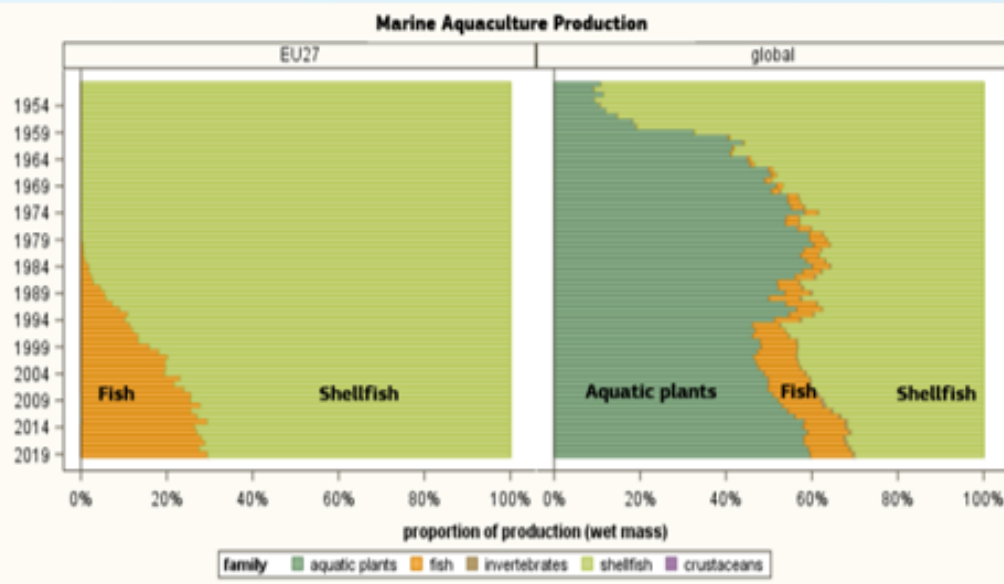 Marine Aquaculture Production
EU27 global
1954
1959
1964
1969
1974
1979
1984
1989
1994
1999
2004
2009
2014
2019
Fish Shellfish Aquatic plants Fish Shellfish
0% 20% 40% 60% 80% 100% 0% 20% 40% 60% 80% 100%
proportion of production (wet mass)
family aquatic plants fish invertebrates shellfish crustaceans